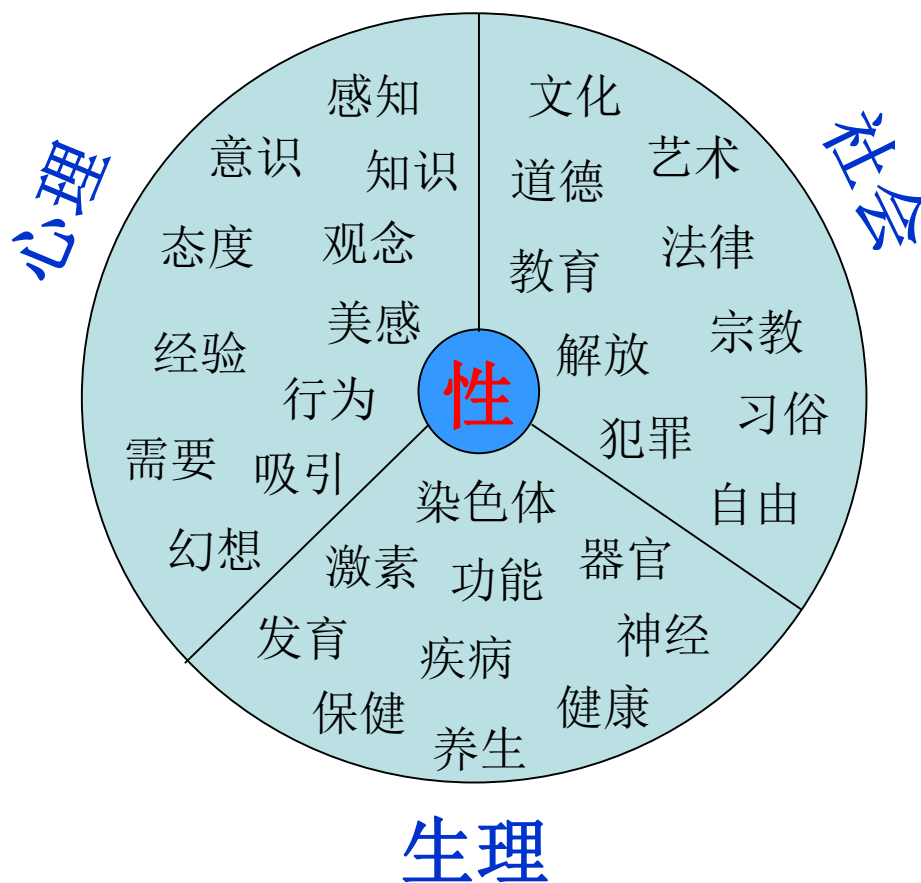 心理
感知
意识
知识
态度
观念
美感
经验
行为
需要
吸引
幻想
社会
文化
艺术
道德
法律
教育
宗教
解放
习俗
犯罪
自由
性
染色体
激素
功能
器官
发育
疾病
神经
保健
健康
养生
生理